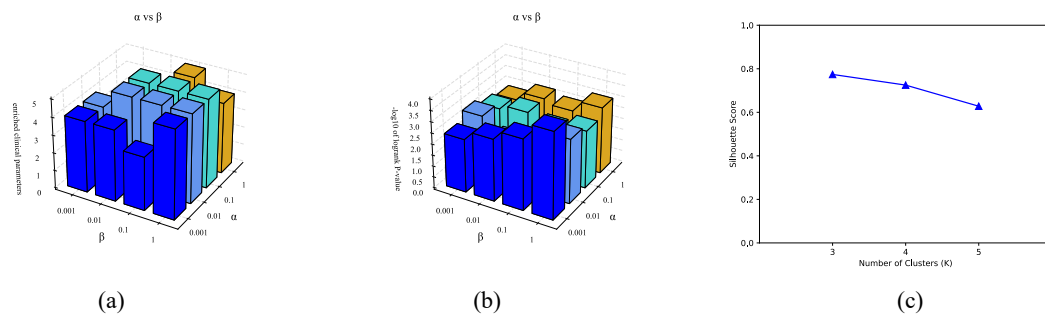 α vs β
enriched clinical parameters
5
4
3
2
1
0
0.001
0.01
0.1
1
β
0.001
0.01
0.1
1
α
(a)
α vs β
-log10 of logrank P-value
4.0
3.5
3.0
2.5
2.0
1.5
1.0
0.5
0.0
0.001
0.01
0.1
1
β
0.001
0.01
0.1
1
α
(b)
Silhouette Score
1.0
0.8
0.6
0.4
0.2
0.0
3 4 5
Number of Clusters (K)
(c)